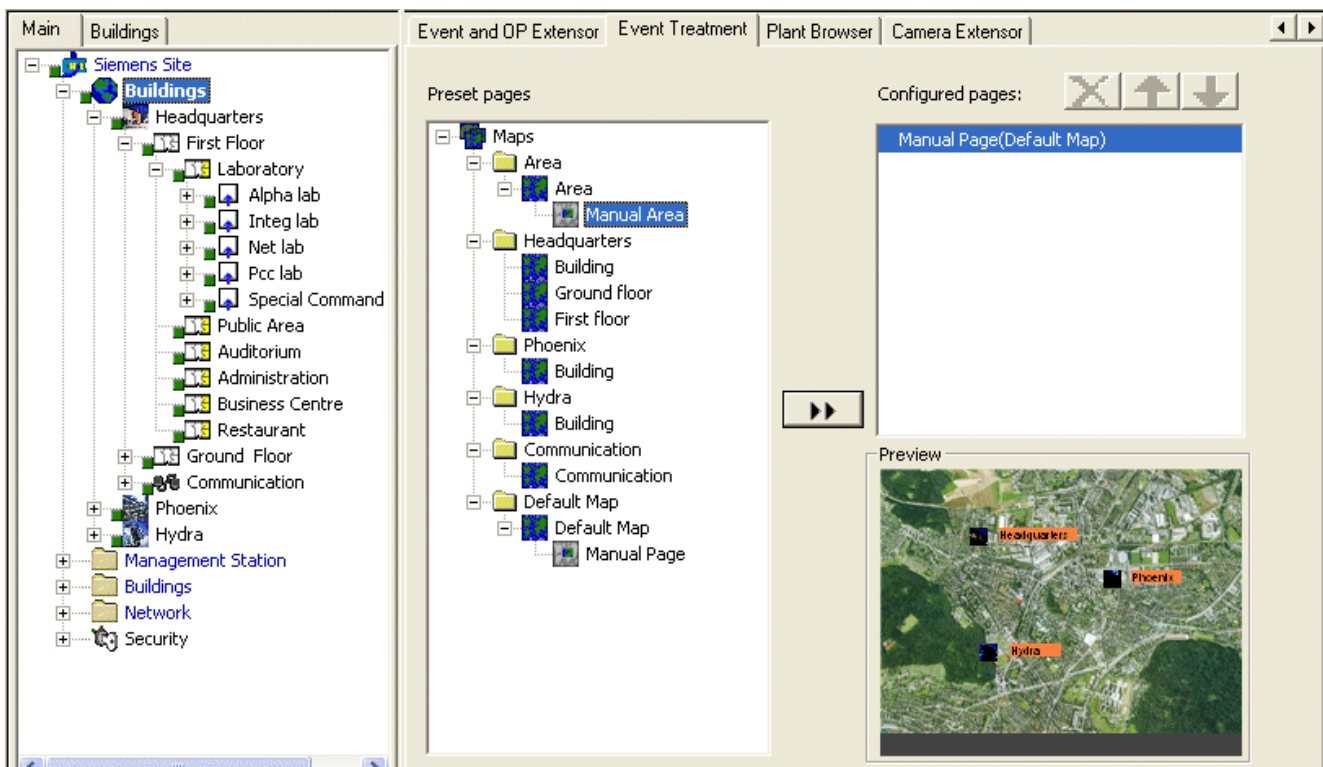 Main
Buildings
Siemens Site
Buildings
Headquarters
First Floor
Laboratory
Alpha lab
Integ lab
Net lab
Pcc lab
Special Command
Public Area
Auditorium
Administration
Business Centre
Restaurant
Ground Floor
Communication
Phoenix
Hydra
Management Station
Buildings
Network
Security
Event and OP Extensor
Event Treatment
Plant Browser
Camera Extensor
Preset pages
Maps
Area
Area
Manual Area
Headquarters
Building
Ground floor
First floor
Phoenix
Building
Hydra
Building
Communication
Communication
Default Map
Default Map
Manual Page
Configured pages:
Manual Page(Default Map)
Preview
Headquarters
Phoenix
Hydra